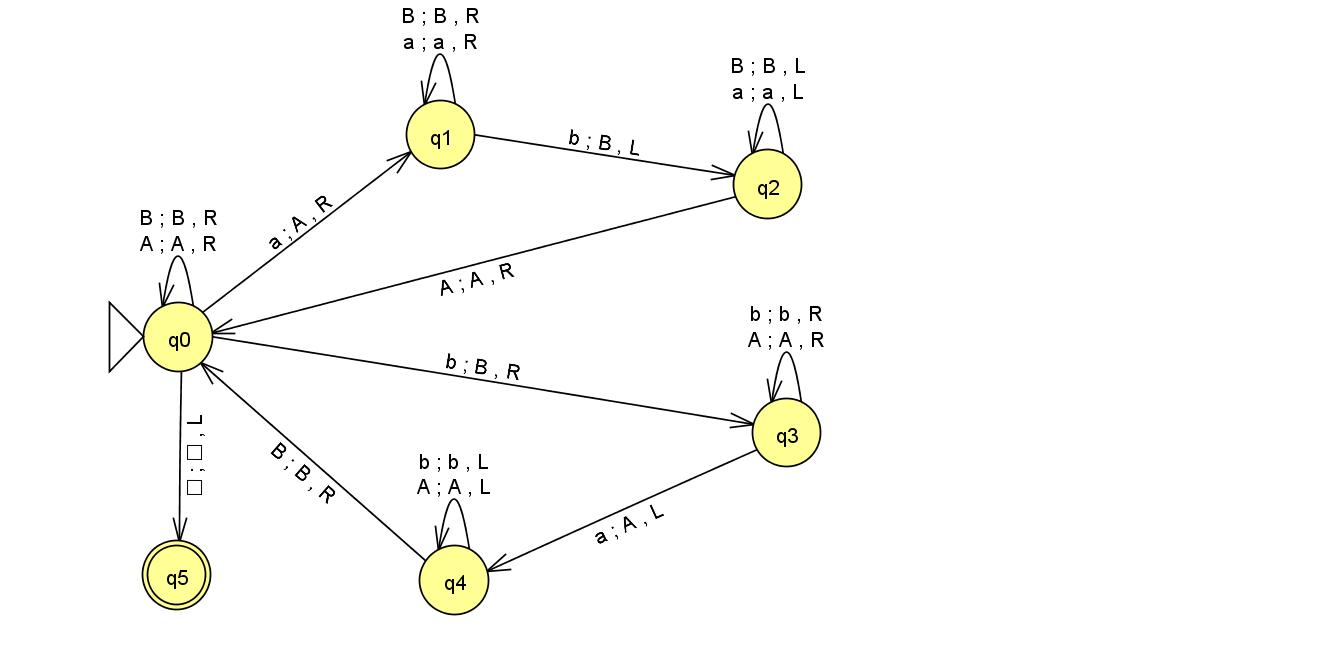 B ; B , R
a ; a , R
q1
B ; B , L
a ; a , L
q2
b ; B , L
a ; A , R
B ; B , R
A ; A , R
q0
A ; A , R
b ; B , R
b ; b , R
A ; A , R
q3
□ ; □ , L
B ; B , R
b ; b , L
A ; A , L
q4
a ; A , L
q5